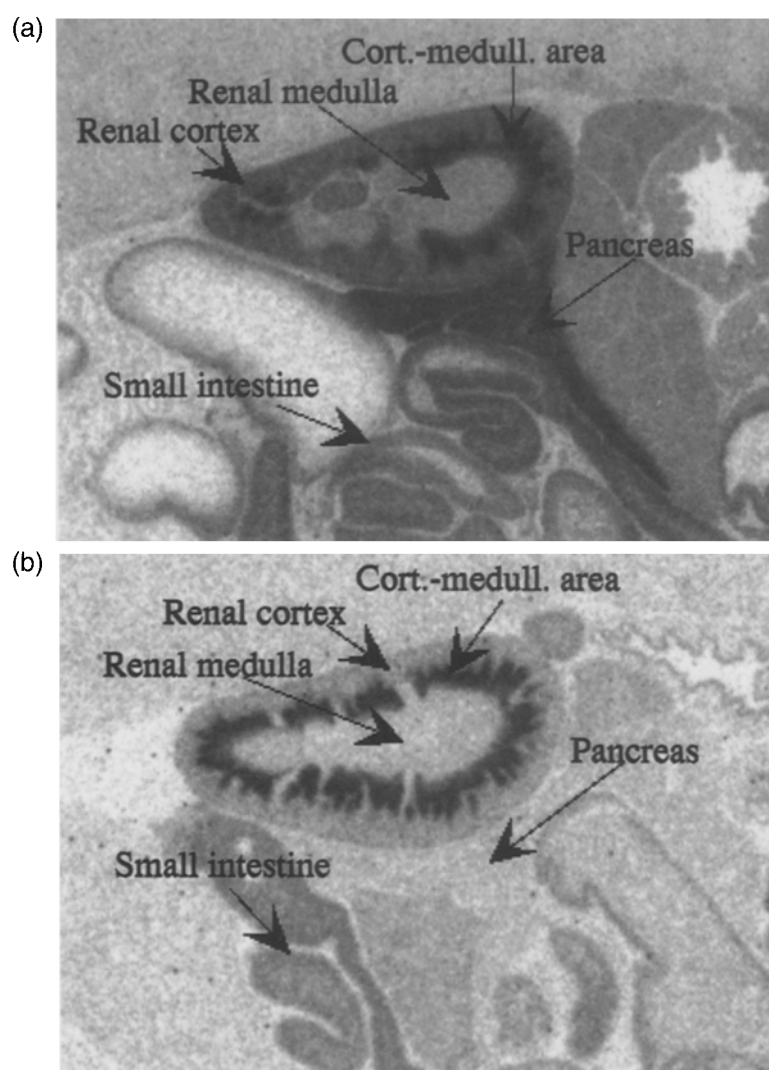 (a)
Cort.-medull. area
Renal medulla
Renal cortex
Pancreas
Small intestine
(b)
Cort.-medull. area
Renal cortex
Renal medulla
Pancreas
Small intestine